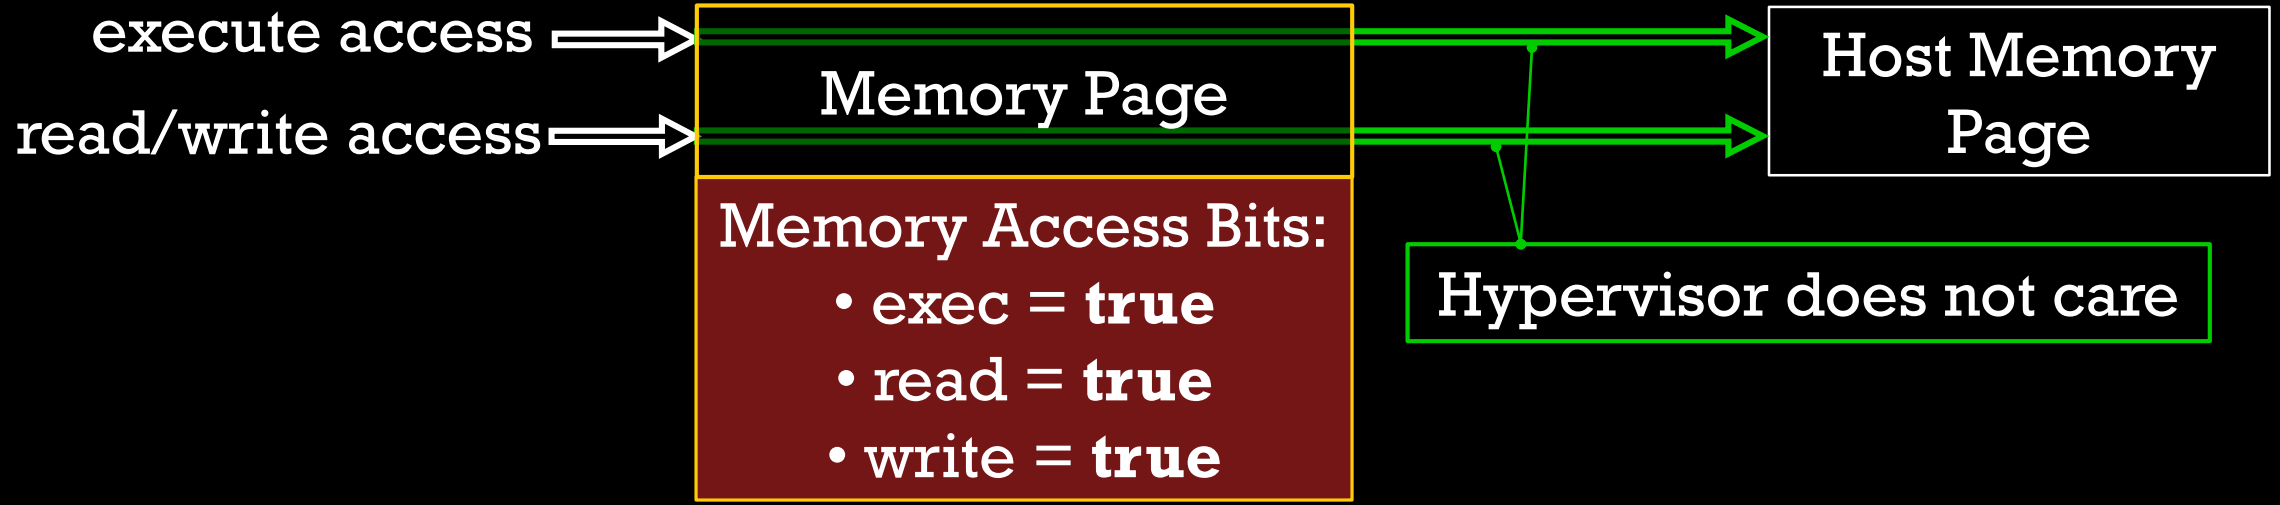 execute access
read/write access
Memory Page
Memory Access Bits:
• exec = true
• read = true
• write = true
Host Memory
Page
Hypervisor does not care